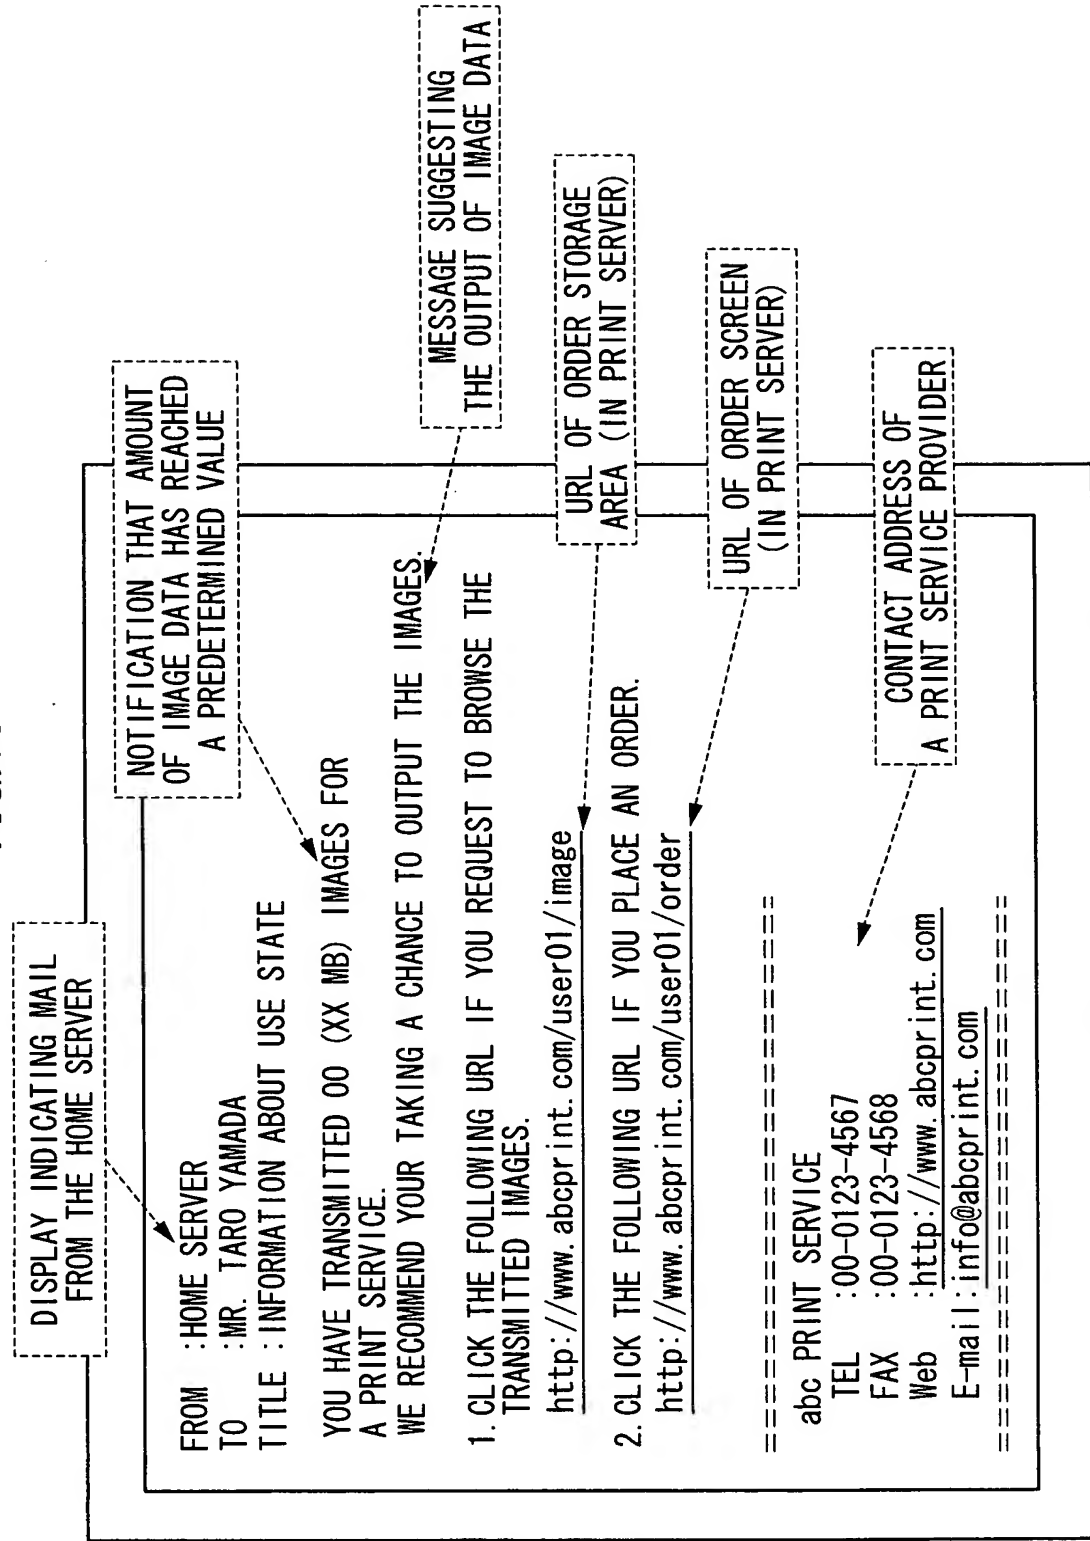 DISPLAY INDICATING MAIL
FROM THE HOME SERVER
NOTIFICATION THAT AMOUNT
OF IMAGE DATA HAS REACHED
A PREDETERMINED VALUE
MESSAGE SUGGESTING
THE OUTPUT OF IMAGE DATA
URL OF ORDER STORAGE
AREA (IN PRINT SERVER)
URL OF ORDER SCREEN
(IN PRINT SERVER)
CONTACT ADDRESS OF
A PRINT SERVICE PROVIDER
FROM :HOME SERVER
TO :MR. TARO YAMADA
TITLE :INFORMATION ABOUT USE STATE
YOU HAVE TRANSMITTED OO (XX MB) IMAGES FOR
A PRINT SERVICE.
WE RECOMMEND YOUR TAKING A CHANCE TO OUTPUT THE IMAGES.
1. CLICK THE FOLLOWING URL IF YOU REQUEST TO BROWSE THE
TRANSMITTED IMAGES.
http://www.abcprint.com/user01/image
2. CLICK THE FOLLOWING URL IF YOU PLACE AN ORDER.
http://www.abcprint.com/user01/order
abc PRINT SERVICE
TEL :00-0123-4567
FAX :00-0123-4568
Web :http://www.abcprint.com
E-mail:info@abcprint.com